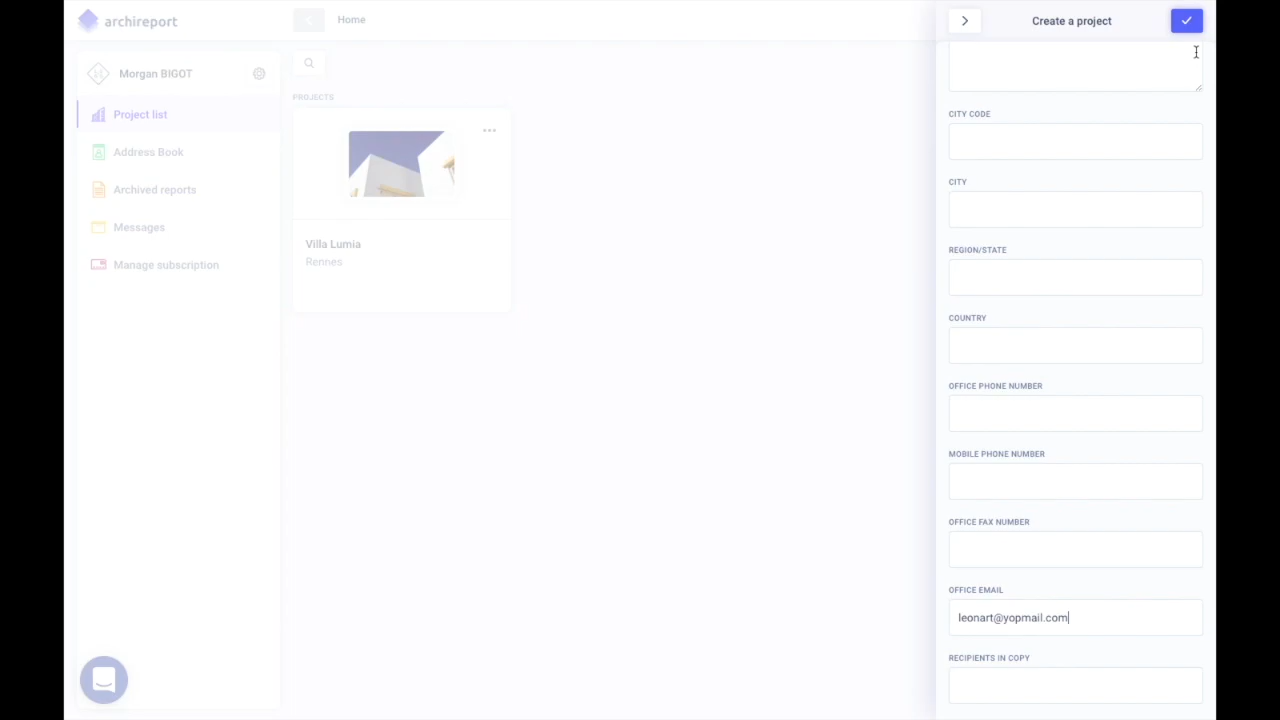 archireport
Home
Create a project
Morgan BIGOT
Project list
Address Book
Archived reports
Messages
Manage subscription
PROJECTS
Villa Lumia
Rennes
CITY CODE
CITY
REGION/STATE
COUNTRY
OFFICE PHONE NUMBER
MOBILE PHONE NUMBER
OFFICE FAX NUMBER
OFFICE EMAIL
leonart@yopmail.com
RECIPIENTS IN COPY